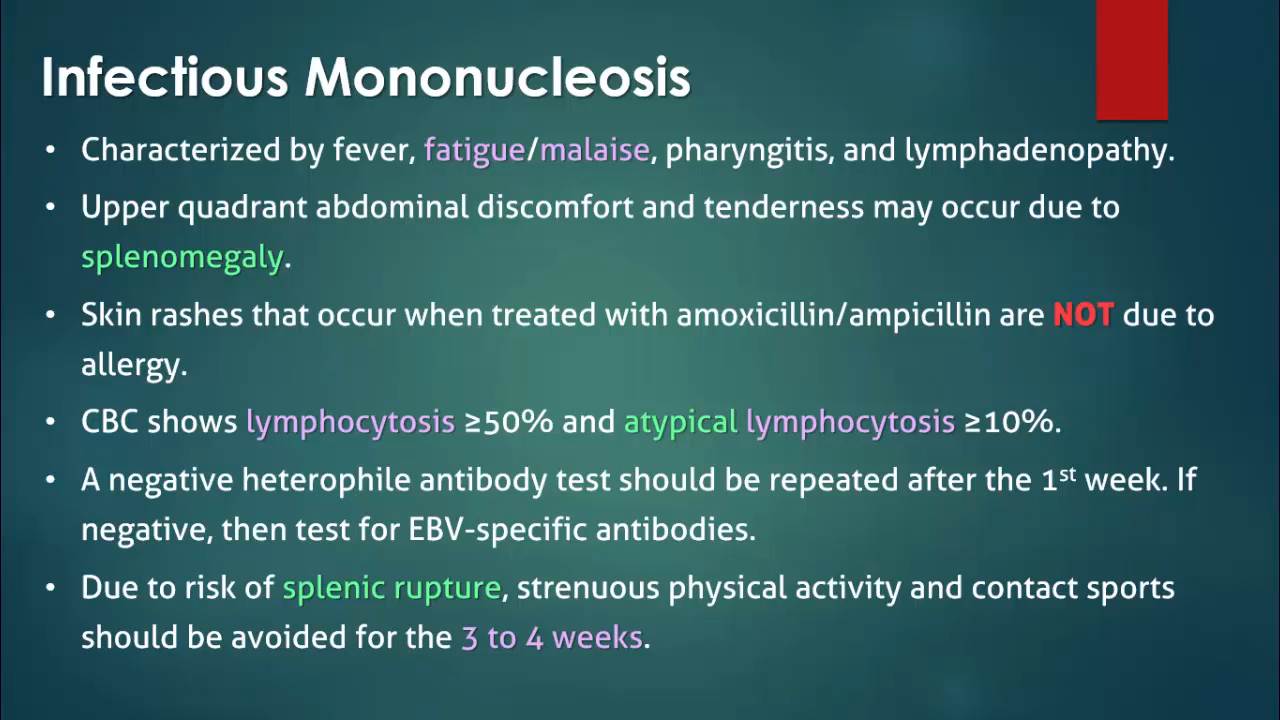 Infectious Mononucleosis
• Characterized by fever, fatigue/malaise, pharyngitis, and lymphadenopathy.
• Upper quadrant abdominal discomfort and tenderness may occur due to
splenomegaly.
• Skin rashes that occur when treated with amoxicillin/ampicillin are NOT due to
allergy.
• CBC shows lymphocytosis ≥50% and atypical lymphocytosis ≥10%.
• A negative heterophile antibody test should be repeated after the 1st week. If
negative, then test for EBV-specific antibodies.
• Due to risk of splenic rupture, strenuous physical activity and contact sports
should be avoided for the 3 to 4 weeks.